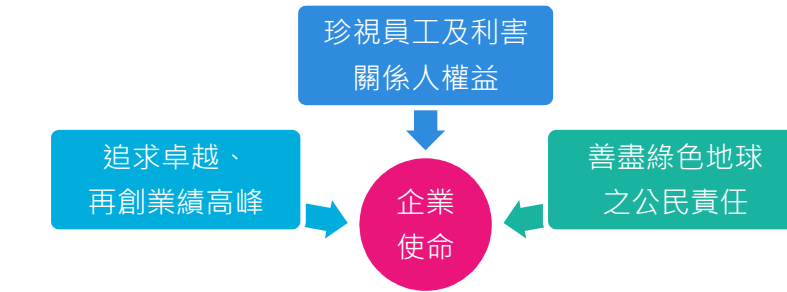 珍視員工及利害
關係人權益
追求卓越、
再創業績高峰
善盡綠色地球
之公民責任
企業
使命